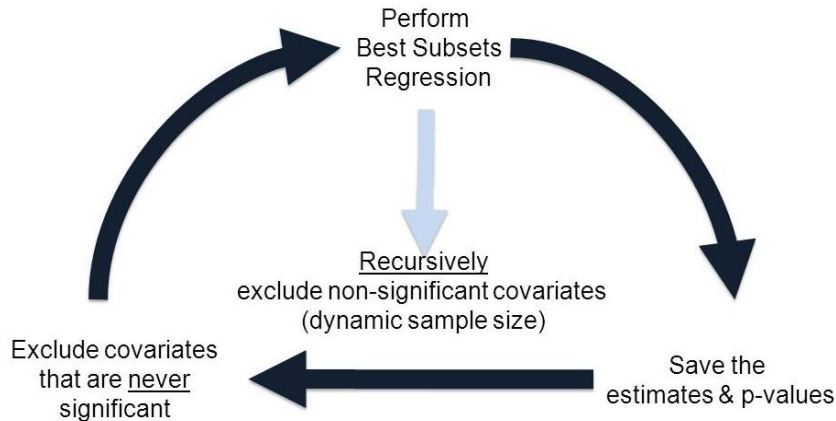 Perform
Best Subsets
Regression
Recursively
exclude non-significant covariates
(dynamic sample size)
Exclude covariates
that are never
significant
Save the
estimates & p-values